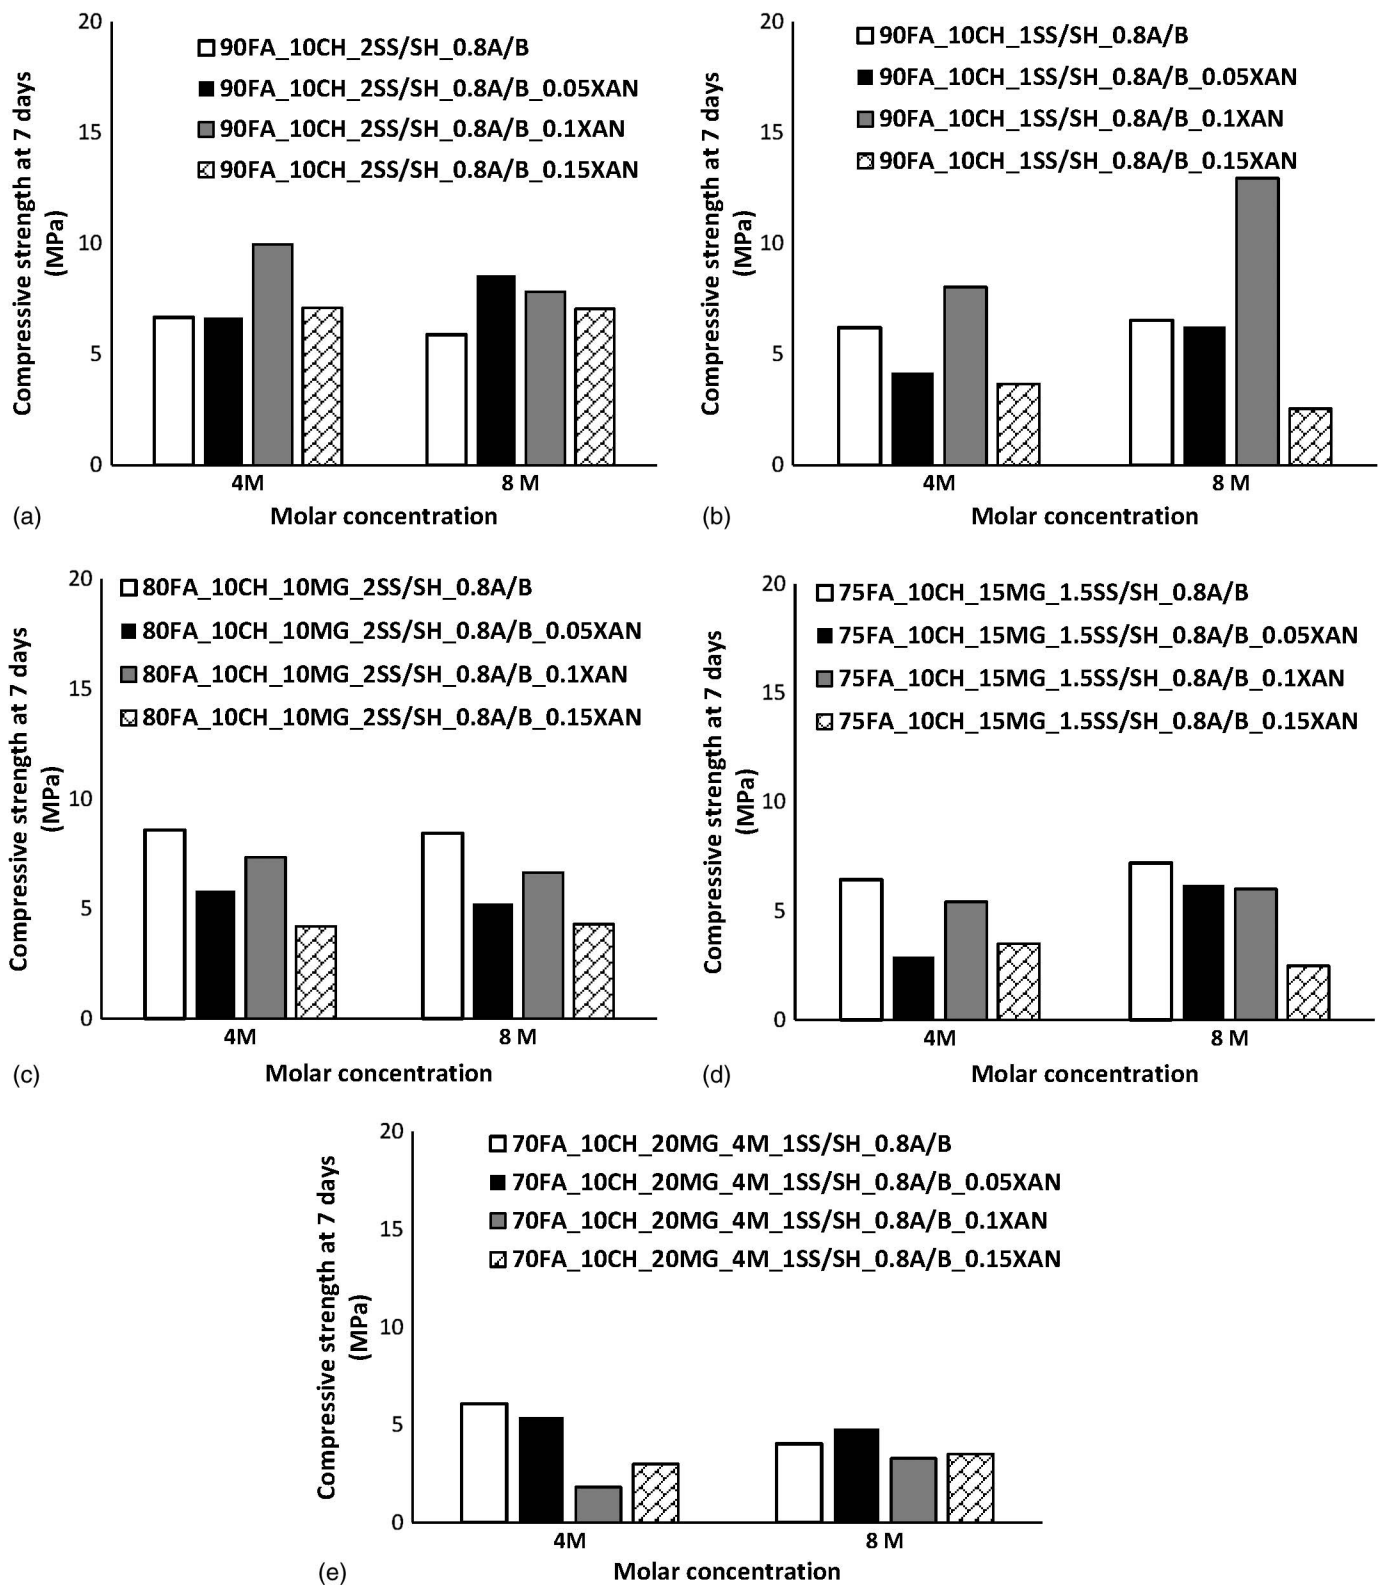 20
15
10
5
0
Compressive strength at 7 days
(MPa)
90FA_10CH_2SS/SH_0.8A/B
90FA_10CH_2SS/SH_0.8A/B_0.05XAN
90FA_10CH_2SS/SH_0.8A/B_0.1XAN
90FA_10CH_2SS/SH_0.8A/B_0.15XAN
4M
8 M
(a)
Molar concentration
20
15
10
5
0
Compressive strength at 7 days
(MPa)
90FA_10CH_1SS/SH_0.8A/B
90FA_10CH_1SS/SH_0.8A/B_0.05XAN
90FA_10CH_1SS/SH_0.8A/B_0.1XAN
90FA_10CH_1SS/SH_0.8A/B_0.15XAN
4M
8 M
(b)
Molar concentration
20
15
10
5
0
Compressive strength at 7 days
(MPa)
80FA_10CH_10MG_2SS/SH_0.8A/B
80FA_10CH_10MG_2SS/SH_0.8A/B_0.05XAN
80FA_10CH_10MG_2SS/SH_0.8A/B_0.1XAN
80FA_10CH_10MG_2SS/SH_0.8A/B_0.15XAN
4M
8 M
(c)
Molar concentration
20
15
10
5
0
Compressive strength at 7 days
(MPa)
75FA_10CH_15MG_1.5SS/SH_0.8A/B
75FA_10CH_15MG_1.5SS/SH_0.8A/B_0.05XAN
75FA_10CH_15MG_1.5SS/SH_0.8A/B_0.1XAN
75FA_10CH_15MG_1.5SS/SH_0.8A/B_0.15XAN
4M
8 M
(d)
Molar concentration
20
15
10
5
0
Compressive strength at 7 days
(MPa)
70FA_10CH_20MG_4M_1SS/SH_0.8A/B
70FA_10CH_20MG_4M_1SS/SH_0.8A/B_0.05XAN
70FA_10CH_20MG_4M_1SS/SH_0.8A/B_0.1XAN
70FA_10CH_20MG_4M_1SS/SH_0.8A/B_0.15XAN
4M
8 M
(e)
Molar concentration